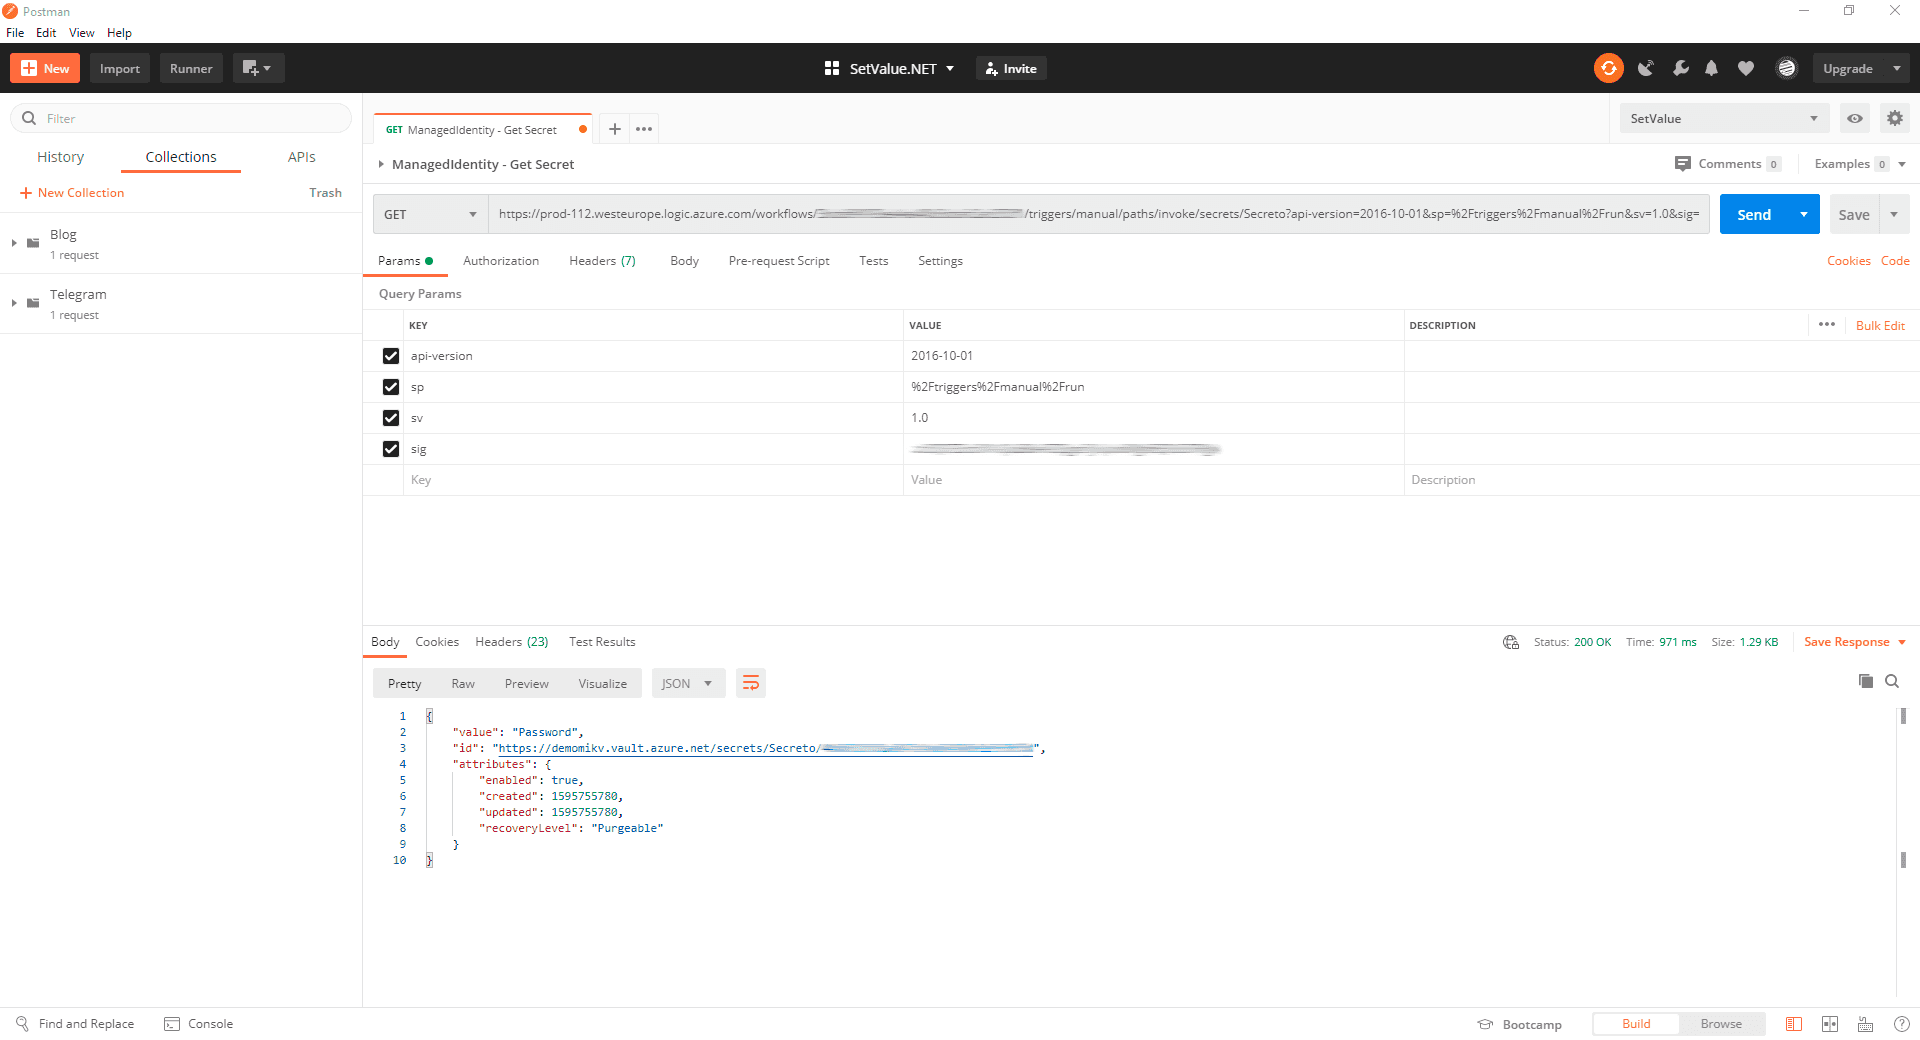 Postman
File Edit View Help
New Import Runner SetValue.NET Invite Upgrade
Filter
History Collections APIs
New Collection Trash
Blog
1 request
Telegram
1 request
GET ManagedIdentity - Get Secret
SetValue
ManagedIdentity - Get Secret
Comments 0 Examples 0
GET https://prod-112.westeurope.logic.azure.com/workflows/ /triggers/manual/paths/invoke/secrets/Secreto?api-version=2016-10-01&sp=%2Ftriggers%2Fmanual%2Frun&sv=1.0&sig= Send Save
Params Authorization Headers (7) Body Pre-request Script Tests Settings Cookies Code
Query Params
KEY VALUE DESCRIPTION Bulk Edit
api-version 2016-10-01
sp %2Ftriggers%2Fmanual%2Frun
sv 1.0
sig
Key Value Description
Body Cookies Headers (23) Test Results Status: 200 OK Time: 971 ms Size: 1.29 KB Save Response
Pretty Raw Preview Visualize JSON
1 {
2 "value": "Password",
3 "id": "https://demomikv.vault.azure.net/secrets/Secreto/ ",
4 "attributes": {
5 "enabled": true,
6 "created": 1595755780,
7 "updated": 1595755780,
8 "recoveryLevel": "Purgeable"
9 }
10 }
Find and Replace Console Bootcamp Build Browse